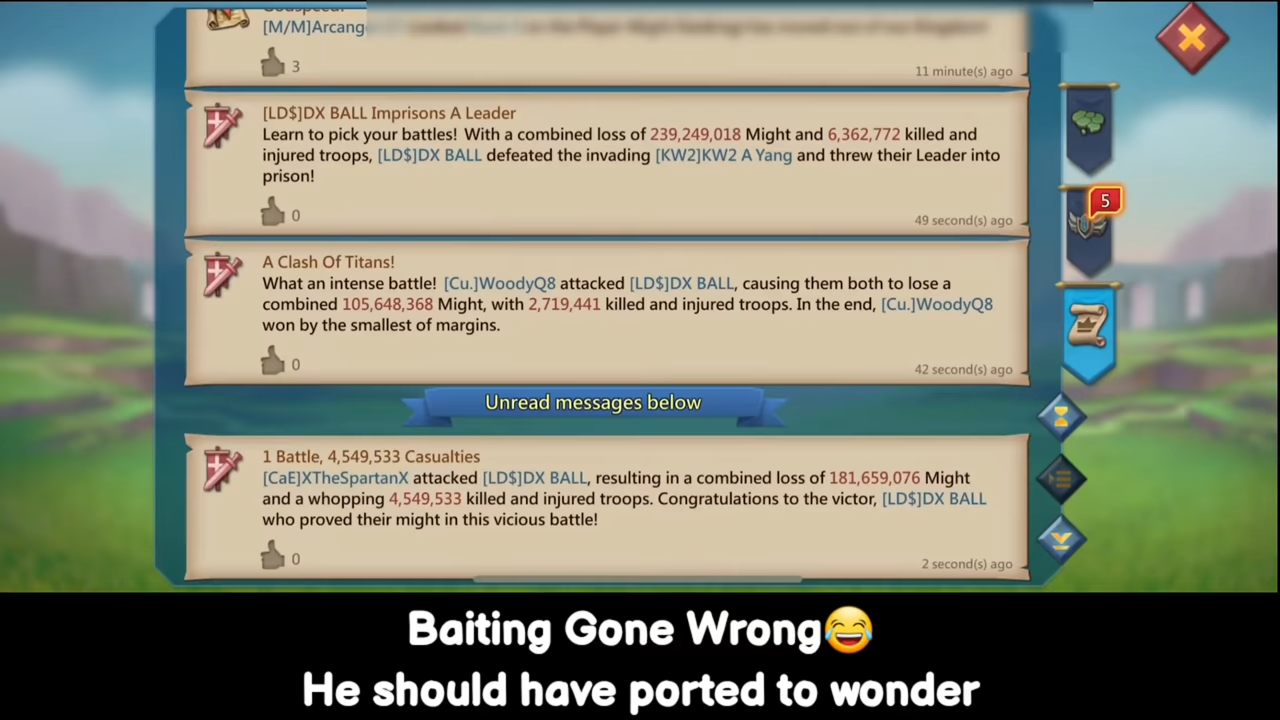 [M/M]Arcang
3
11 minute(s) ago
[LD$]DX BALL Imprisons A Leader
Learn to pick your battles! With a combined loss of 239,249,018 Might and 6,362,772 killed and
injured troops, [LD$]DX BALL defeated the invading [KW2]KW2 A Yang and threw their Leader into
prison!
0
49 second(s) ago
5
A Clash Of Titans!
What an intense battle! [Cu.]WoodyQ8 attacked [LD$]DX BALL, causing them both to lose a
combined 105,648,368 Might, with 2,719,441 killed and injured troops. In the end, [Cu.]WoodyQ8
won by the smallest of margins.
0
42 second(s) ago
Unread messages below
1 Battle, 4,549,533 Casualties
[CaE]XTheSpartanX attacked [LD$]DX BALL, resulting in a combined loss of 181,659,076 Might
and a whopping 4,549,533 killed and injured troops. Congratulations to the victor, [LD$]DX BALL
who proved their might in this vicious battle!
0
2 second(s) ago
Baiting Gone Wrong😂
He should have ported to wonder